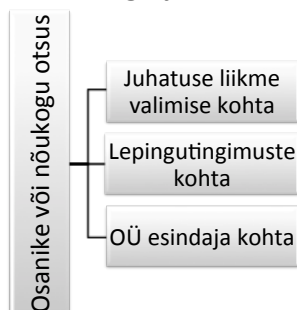 Osanike või nõukogu otsus
Juhatuse liikme
valimise kohta
Lepingutingimuste
kohta
OÜ esindaja kohta